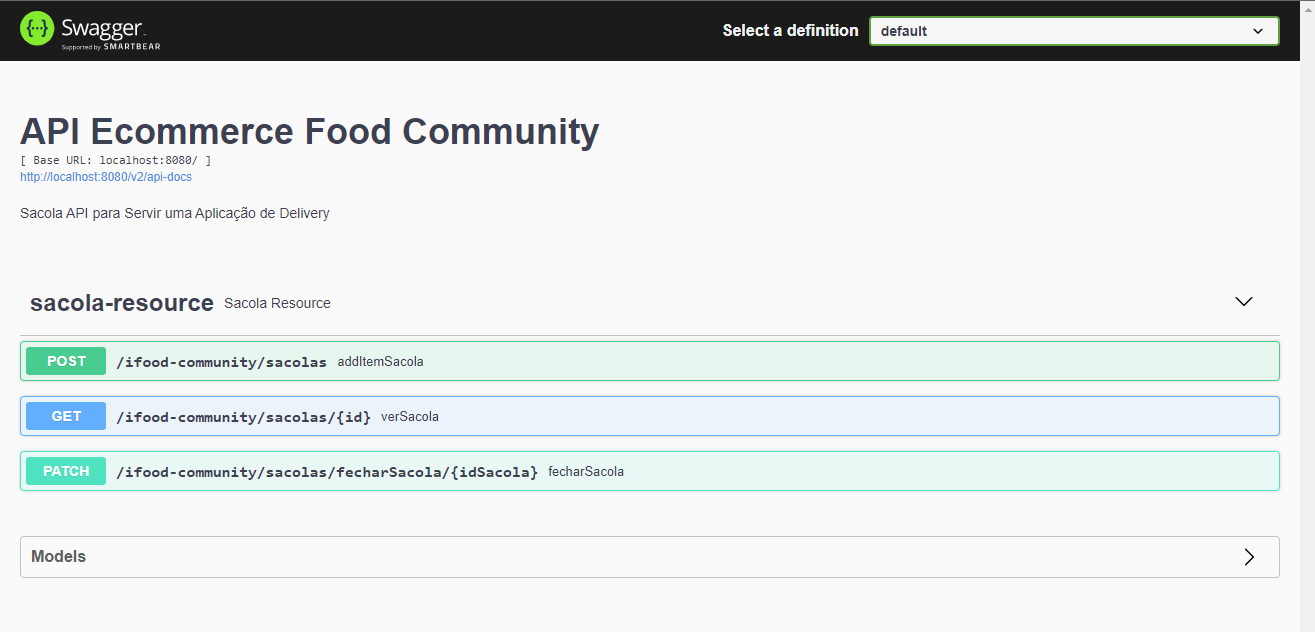 {··} Swagger
Supported by SMARTBEAR
Select a definition
default
API Ecommerce Food Community
[ Base URL: localhost:8080/ ]
http://localhost:8080/v2/api-docs
Sacola API para Servir uma Aplicação de Delivery
sacola-resource Sacola Resource
POST /ifood-community/sacolas addItemSacola
GET /ifood-community/sacolas/{id} verSacola
PATCH /ifood-community/sacolas/fecharSacola/{idSacola} fecharSacola
Models